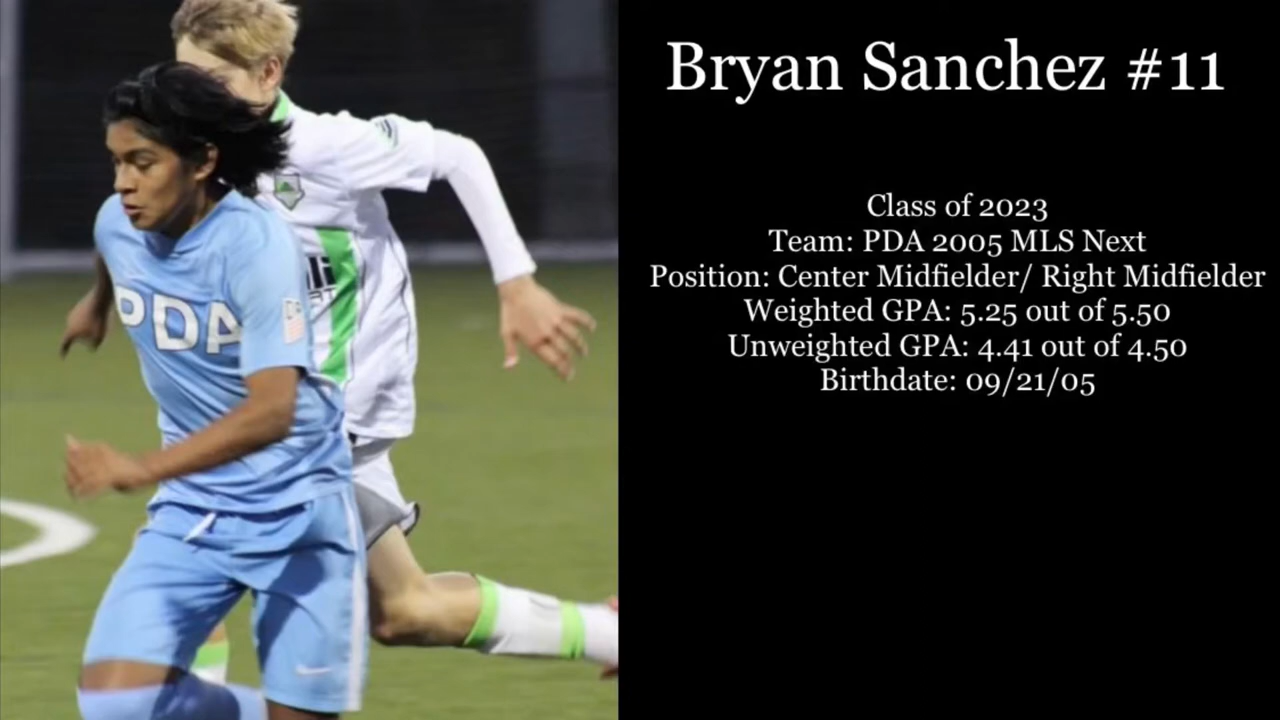 Bryan Sanchez #11
Class of 2023
Team: PDA 2005 MLS Next
Position: Center Midfielder/ Right Midfielder
Weighted GPA: 5.25 out of 5.50
Unweighted GPA: 4.41 out of 4.50
Birthdate: 09/21/05
PDA